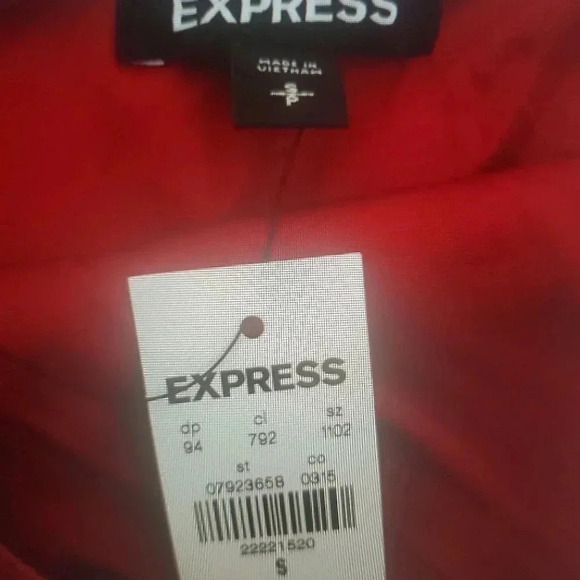 EXPRESS
MADE IN
VIETNAM
S
P
EXPRESS
dp cl sz
94 792 1102
st co
07923658 0315
22221520
S